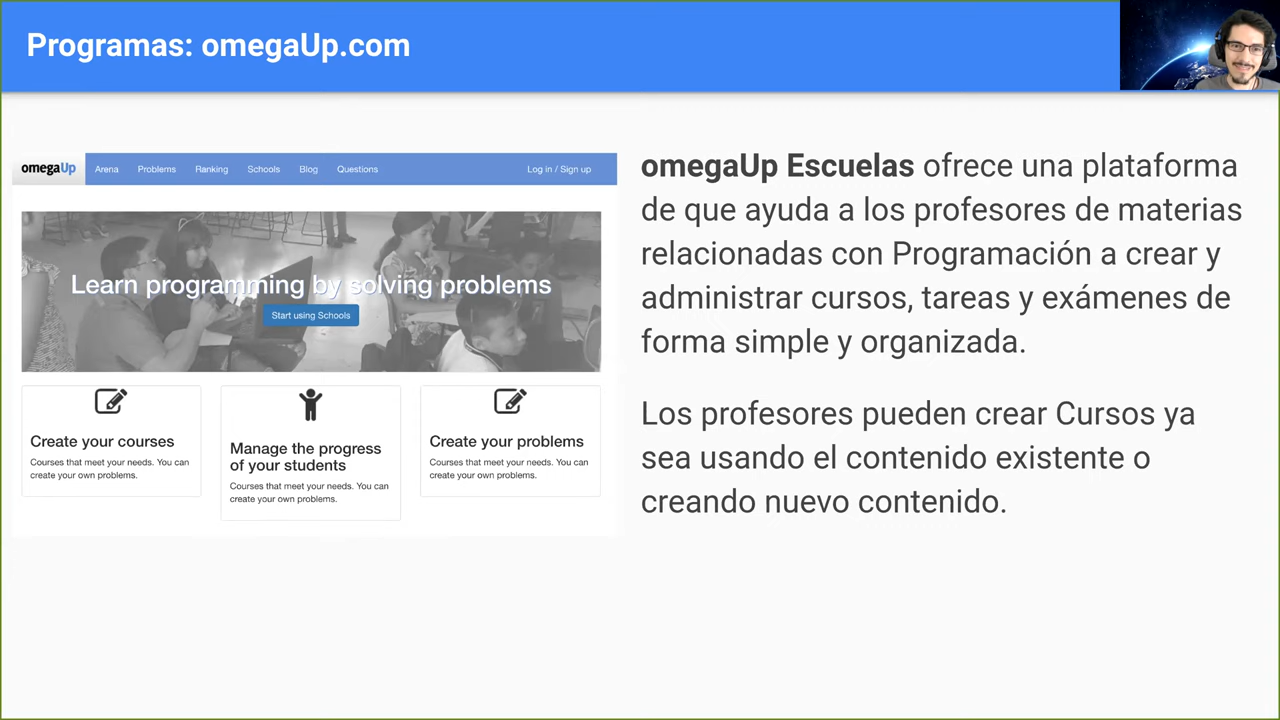 Programas: omegaUp.com
omegaUp
Arena
Problems
Ranking
Schools
Blog
Questions
Log in / Sign up
Learn programming by solving problems
Start using Schools
Create your courses
Courses that meet your needs. You can
create your own problems.
Manage the progress
of your students
Courses that meet your needs. You can
create your own problems.
Create your problems
Courses that meet your needs. You can
create your own problems.
omegaUp Escuelas ofrece una plataforma
de que ayuda a los profesores de materias
relacionadas con Programación a crear y
administrar cursos, tareas y exámenes de
forma simple y organizada.
Los profesores pueden crear Cursos ya
sea usando el contenido existente o
creando nuevo contenido.